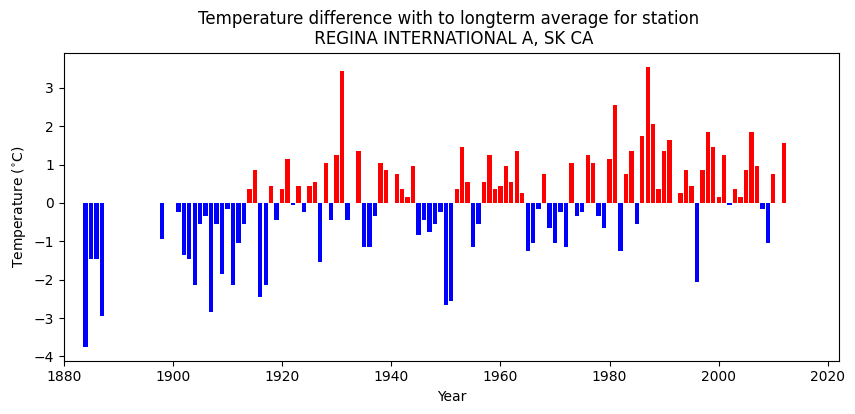 Temperature difference with to longterm average for station
REGINA INTERNATIONAL A, SK CA
Temperature (°C)
3
2
1
0
−1
−2
−3
−4
1880 1900 1920 1940 1960 1980 2000 2020
Year